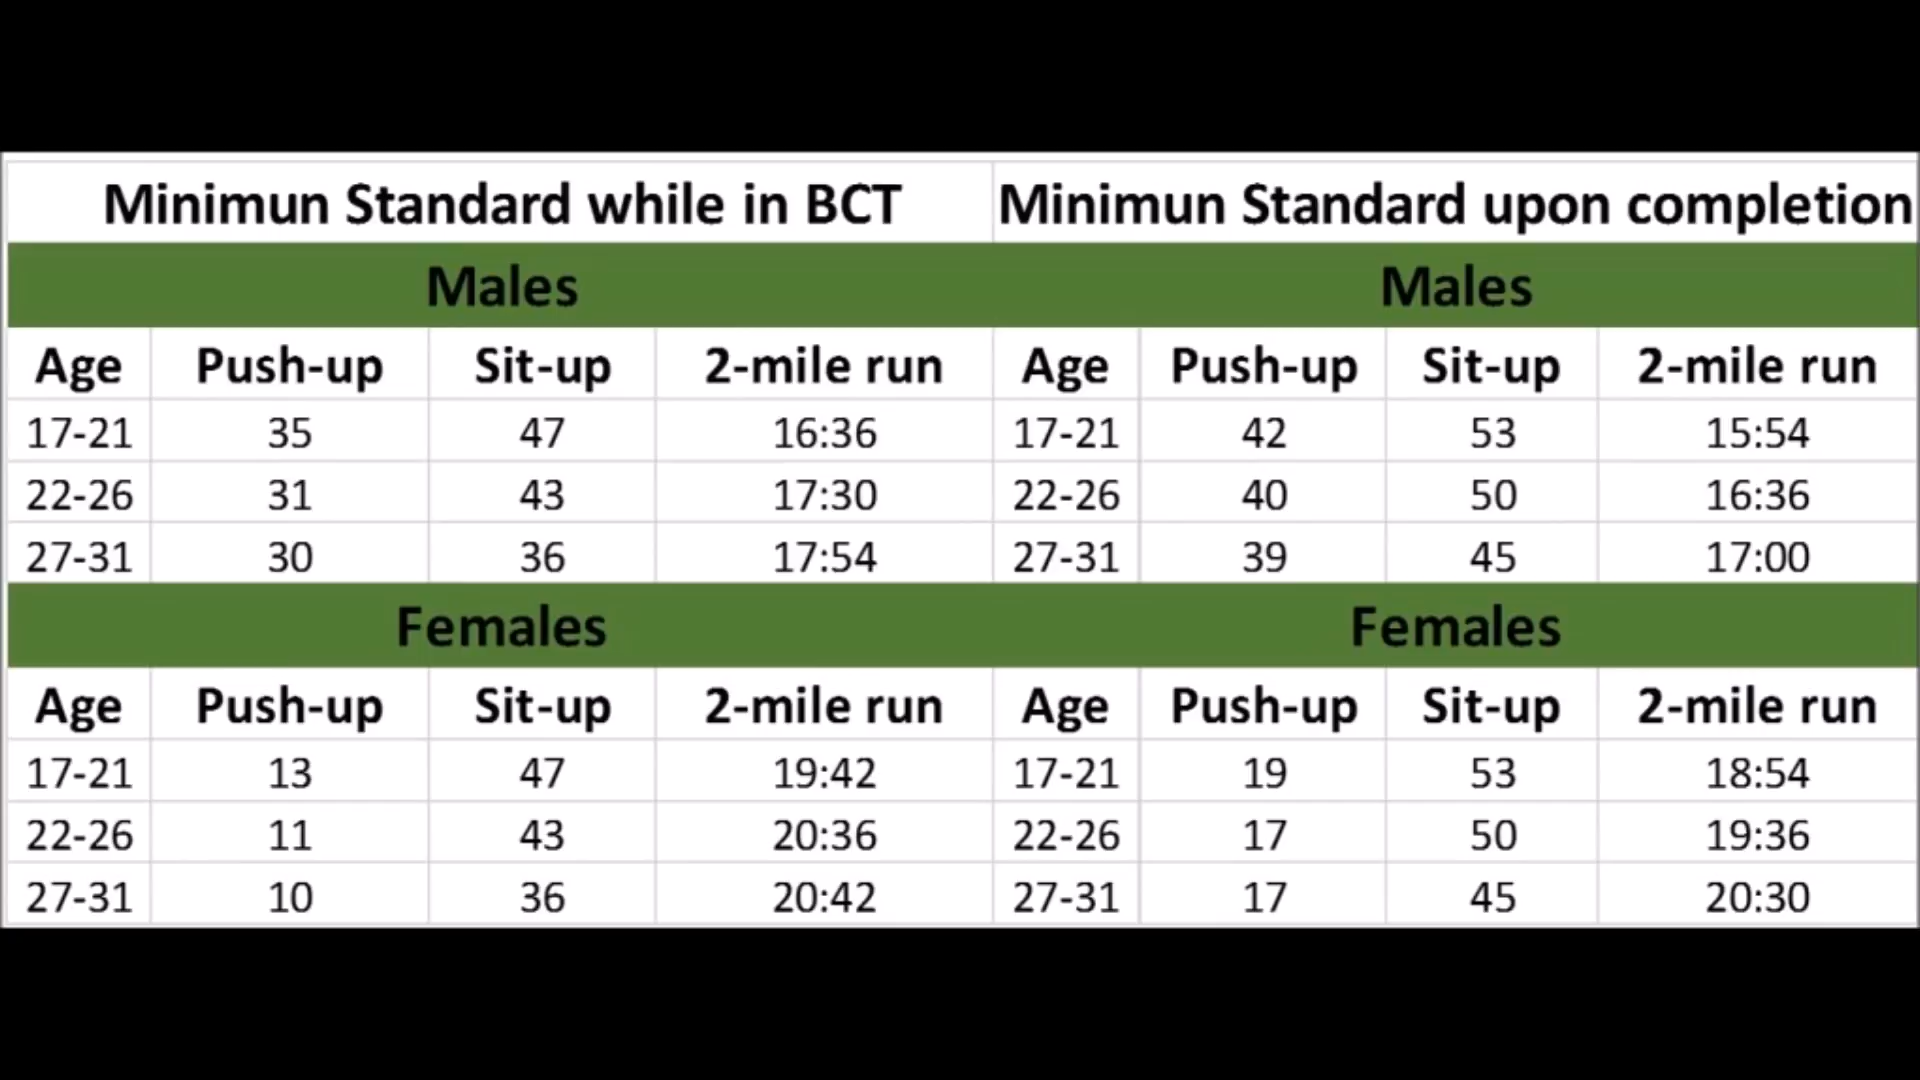 Minimun Standard while in BCT Minimun Standard upon completion
Males Males
Age Push-up Sit-up 2-mile run Age Push-up Sit-up 2-mile run
17-21 35 47 16:36 17-21 42 53 15:54
22-26 31 43 17:30 22-26 40 50 16:36
27-31 30 36 17:54 27-31 39 45 17:00
Females Females
Age Push-up Sit-up 2-mile run Age Push-up Sit-up 2-mile run
17-21 13 47 19:42 17-21 19 53 18:54
22-26 11 43 20:36 22-26 17 50 19:36
27-31 10 36 20:42 27-31 17 45 20:30